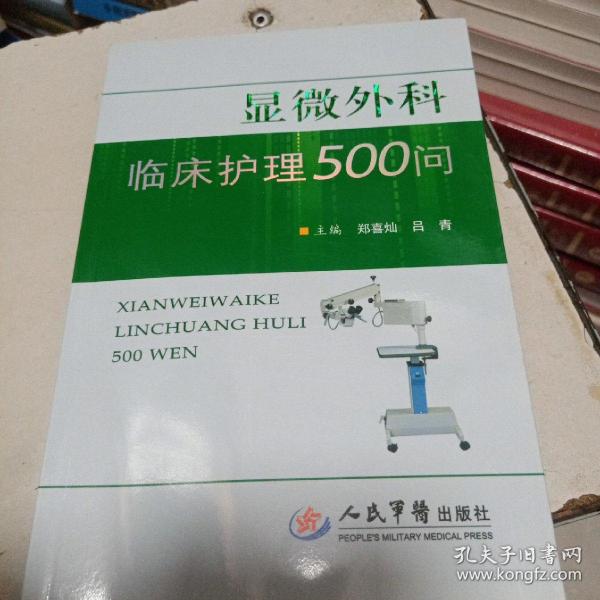 显微外科
临床护理500问
主编 郑喜灿 吕青
XIANWEIWAIKE
LINCHUANG HULI
500 WEN
人民军醫出版社
PEOPLE'S MILITARY MEDICAL PRESS
孔夫子旧书网
www.kongfz.com